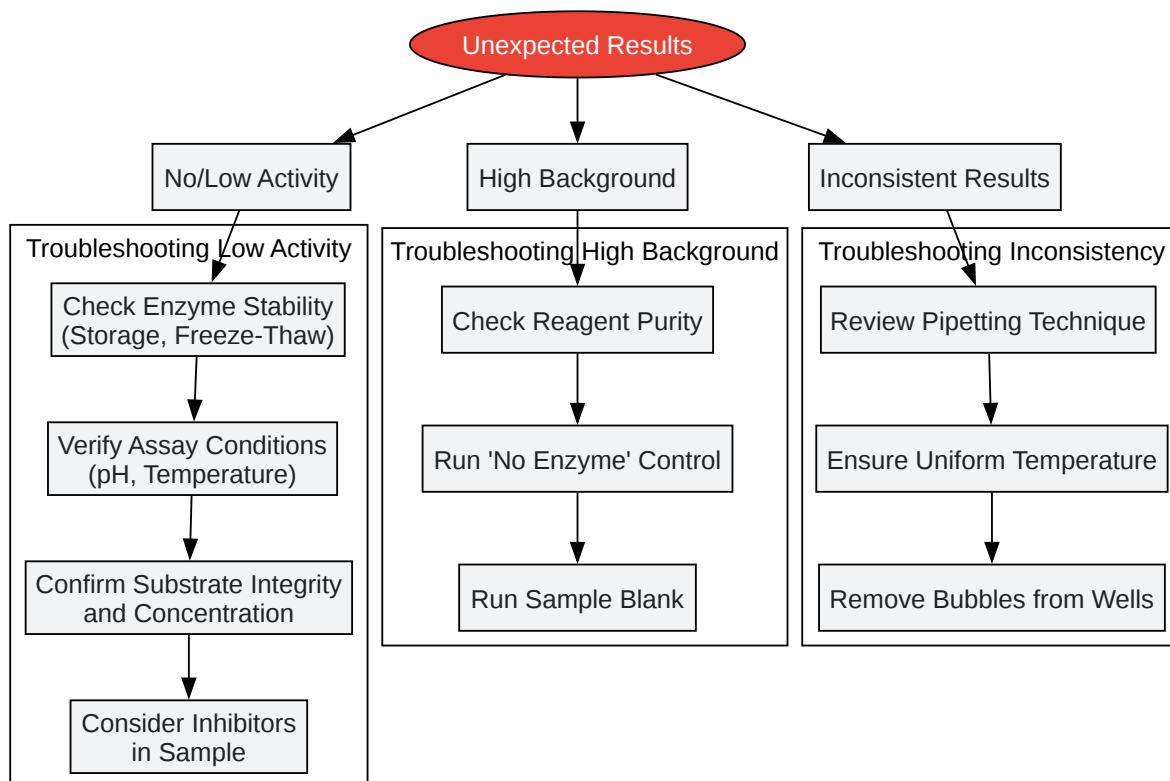 Unexpected Results
No/Low Activity
High Background
Inconsistent Results
Troubleshooting Low Activity
Check Enzyme Stability
(Storage, Freeze-Thaw)
Verify Assay Conditions
(pH, Temperature)
Confirm Substrate Integrity
and Concentration
Consider Inhibitors
in Sample
Troubleshooting High Background
Check Reagent Purity
Run 'No Enzyme' Control
Run Sample Blank
Troubleshooting Inconsistency
Review Pipetting Technique
Ensure Uniform Temperature
Remove Bubbles from Wells